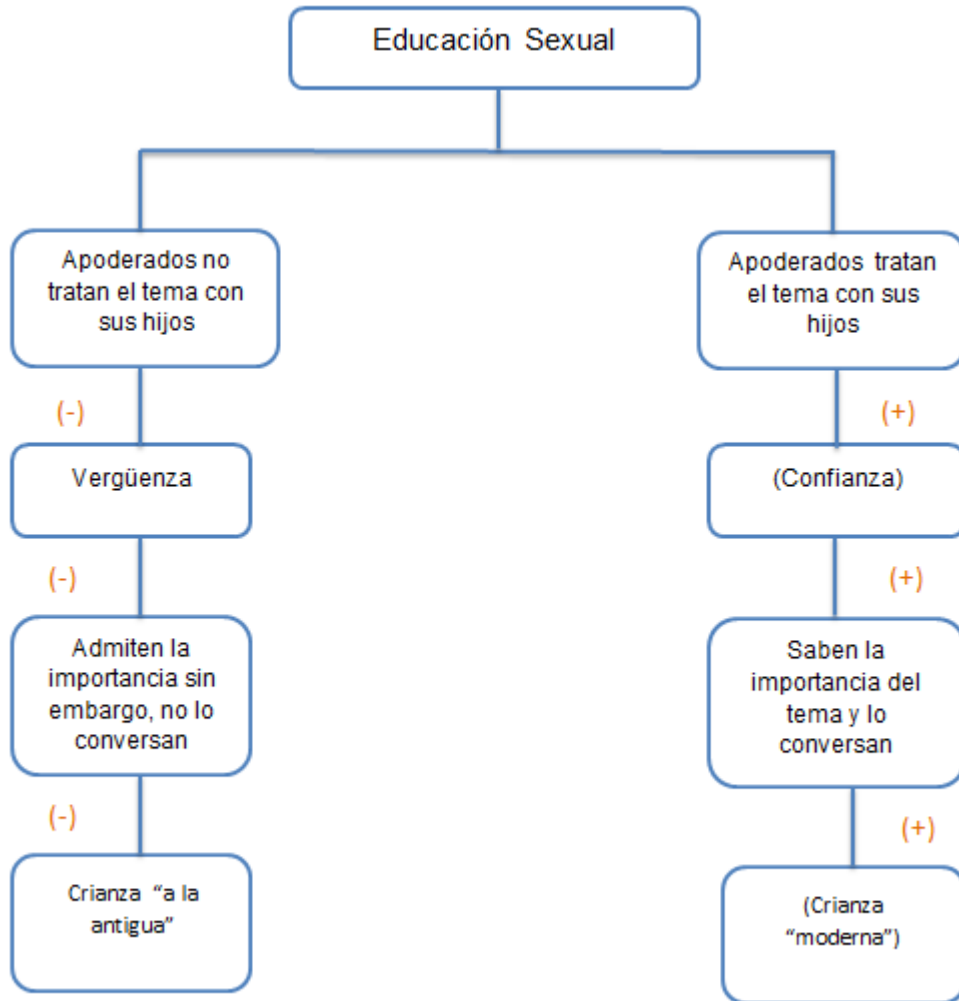 Educación Sexual
Apoderados no
tratan el tema con
sus hijos
(-)
Vergüenza
(-)
Admiten la
importancia sin
embargo, no lo
conversan
(-)
Crianza “a la
antigua”
Apoderados tratan
el tema con sus
hijos
(+)
(Confianza)
(+)
Saben la
importancia del
tema y lo
conversan
(+)
(Crianza
“moderna”)